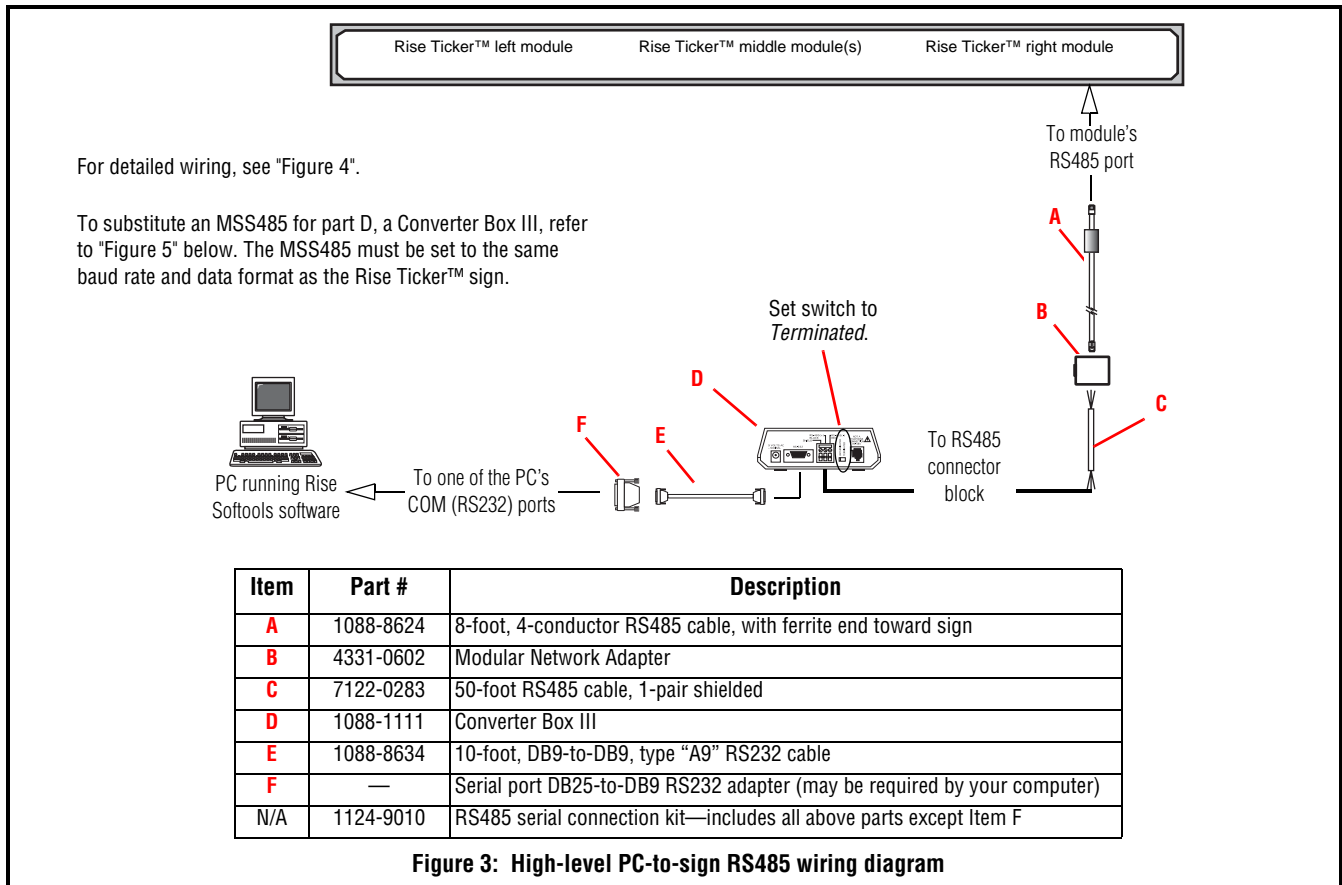 Rise Ticker™ left module Rise Ticker™ middle module(s) Rise Ticker™ right module
To module's
RS485 port
For detailed wiring, see "Figure 4".
To substitute an MSS485 for part D, a Converter Box III, refer
to "Figure 5" below. The MSS485 must be set to the same
baud rate and data format as the Rise Ticker™ sign.
A
B
C
Set switch to
Terminated.
D
E
F
To RS485
connector
block
To one of the PC's
COM (RS232) ports
PC running Rise
Softools software
Item Part # Description
A 1088-8624 8-foot, 4-conductor RS485 cable, with ferrite end toward sign
B 4331-0602 Modular Network Adapter
C 7122-0283 50-foot RS485 cable, 1-pair shielded
D 1088-1111 Converter Box III
E 1088-8634 10-foot, DB9-to-DB9, type “A9” RS232 cable
F — Serial port DB25-to-DB9 RS232 adapter (may be required by your computer)
N/A 1124-9010 RS485 serial connection kit—includes all above parts except Item F
Figure 3: High-level PC-to-sign RS485 wiring diagram